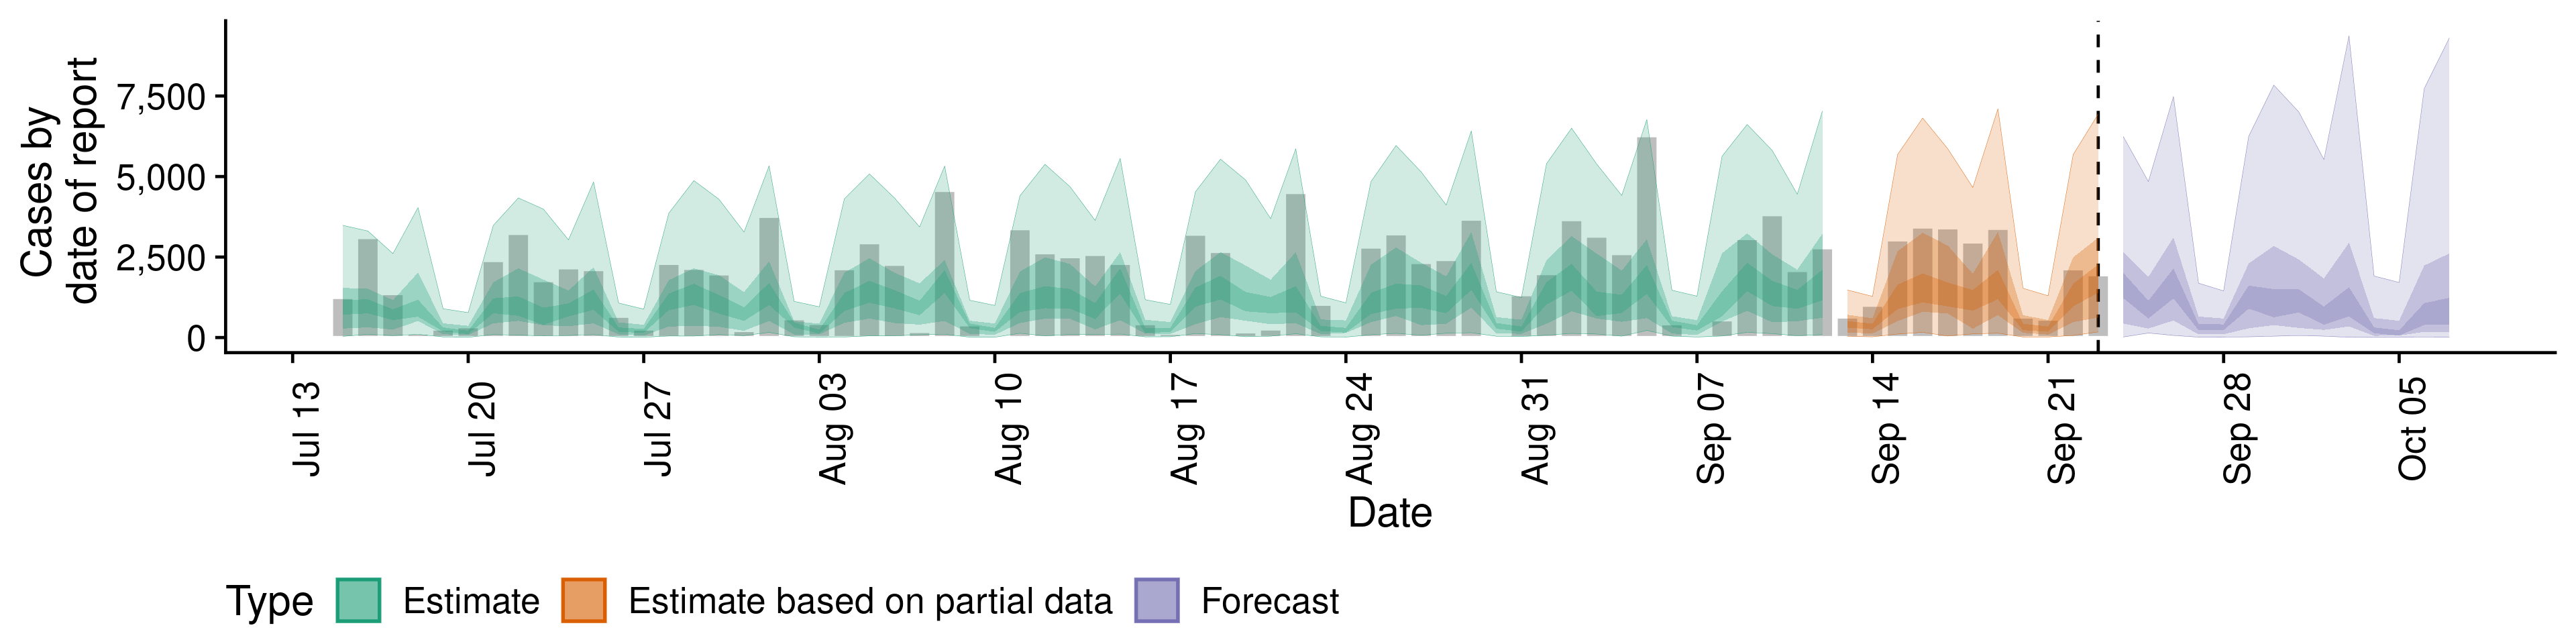 Cases by
date of report
7,500
5,000
2,500
0
Jul 13
Jul 20
Jul 27
Aug 03
Aug 10
Aug 17
Aug 24
Aug 31
Sep 07
Sep 14
Sep 21
Sep 28
Oct 05
Date
Type Estimate Estimate based on partial data Forecast